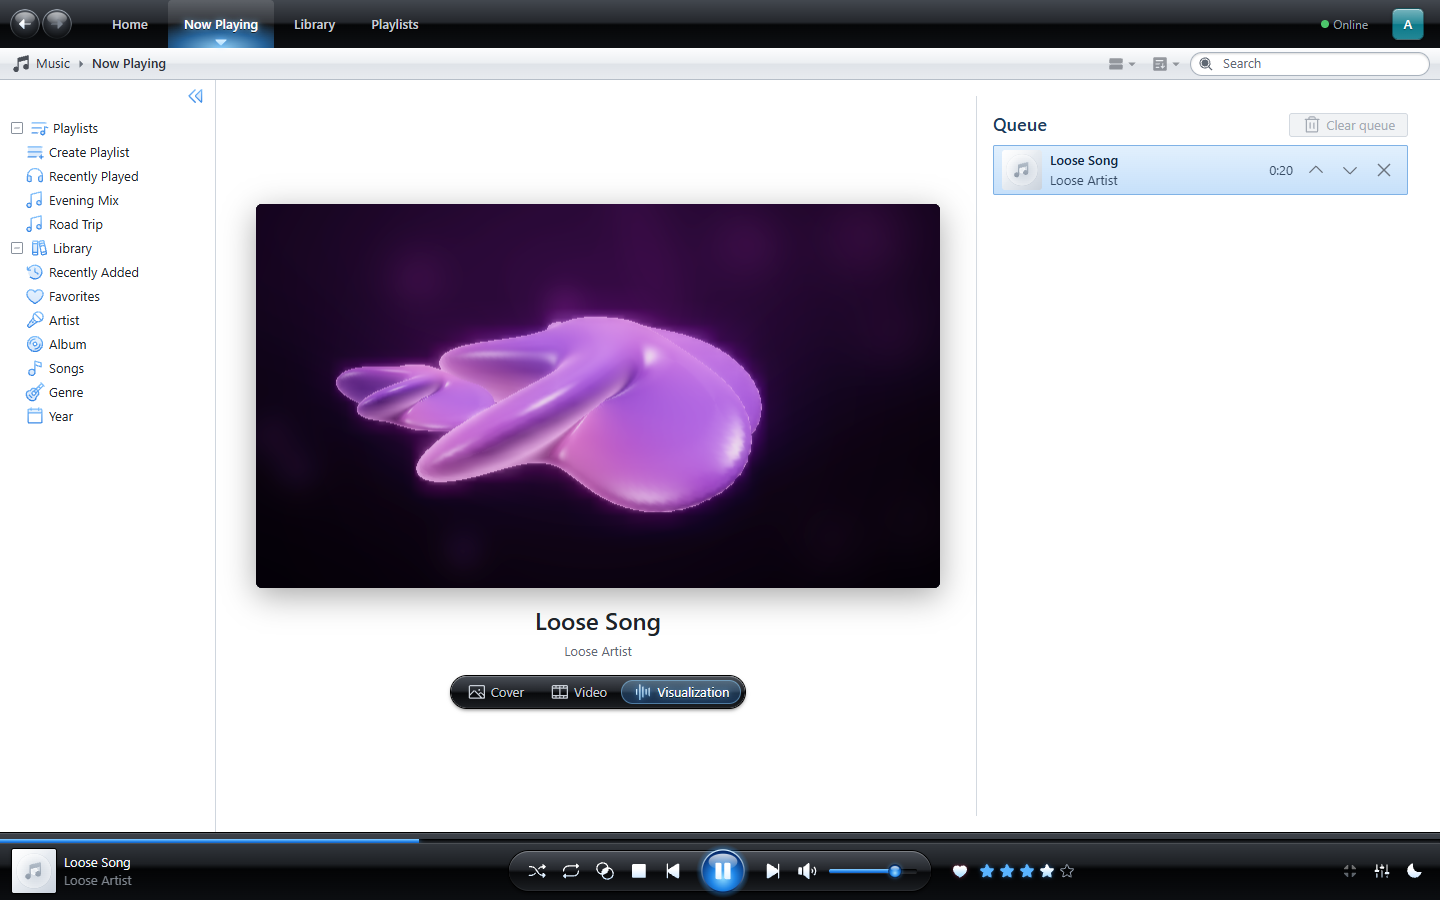 Home
Now Playing
Library
Playlists
Online
A
Music
Now Playing
Search
Playlists
Create Playlist
Recently Played
Evening Mix
Road Trip
Library
Recently Added
Favorites
Artist
Album
Songs
Genre
Year
Loose Song
Loose Artist
Cover
Video
Visualization
Queue
Clear queue
Loose Song
Loose Artist
0:20
Loose Song
Loose Artist